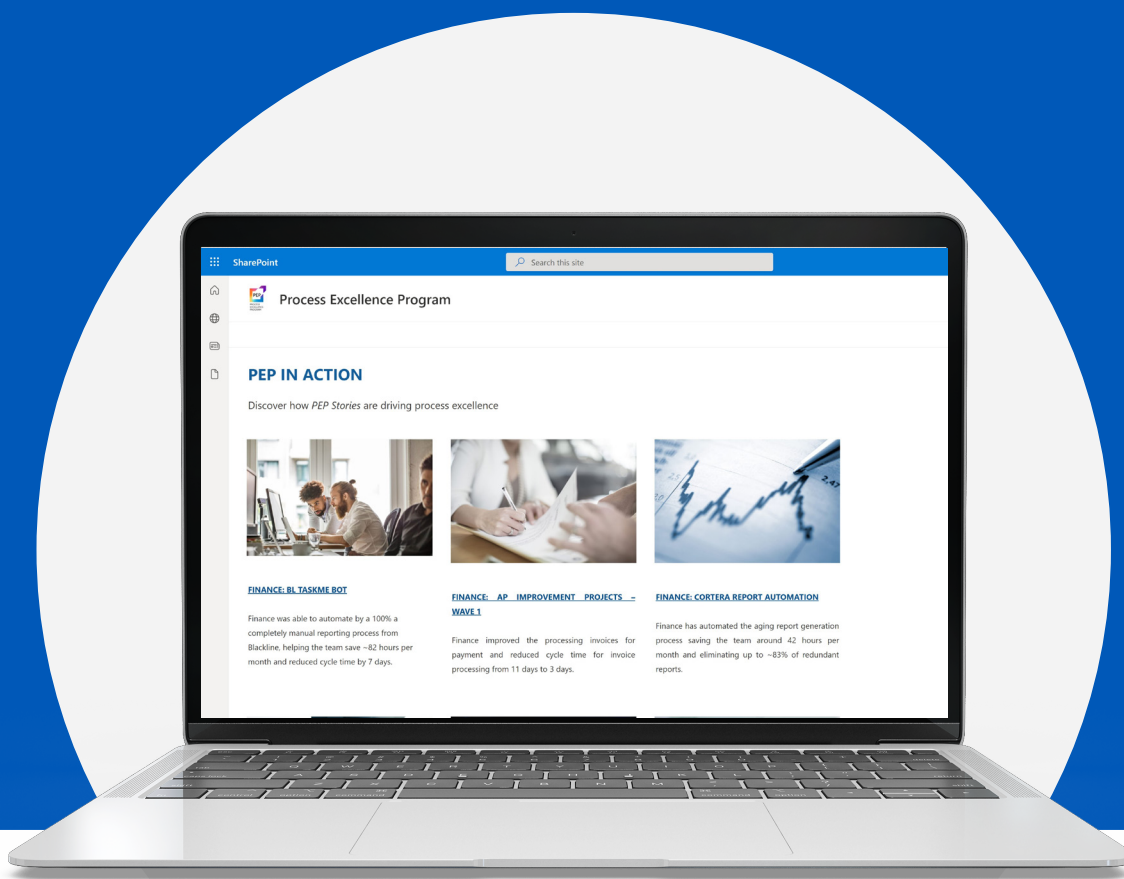 SharePoint
Search this site
PEP
Process Excellence Program
PEP IN ACTION
Discover how PEP Stories are driving process excellence
2.47
FINANCE: BL TASKME BOT
Finance was able to automate by a 100% a
completely manual reporting process from
Blackline, helping the team save ~82 hours per
month and reduced cycle time by 7 days.
FINANCE: AP IMPROVEMENT PROJECTS –
WAVE 1
Finance improved the processing invoices for
payment and reduced cycle time for invoice
processing from 11 days to 3 days.
FINANCE: CORTERA REPORT AUTOMATION
Finance has automated the aging report generation
process saving the team around 42 hours per
month and eliminating up to ~83% of redundant
reports.